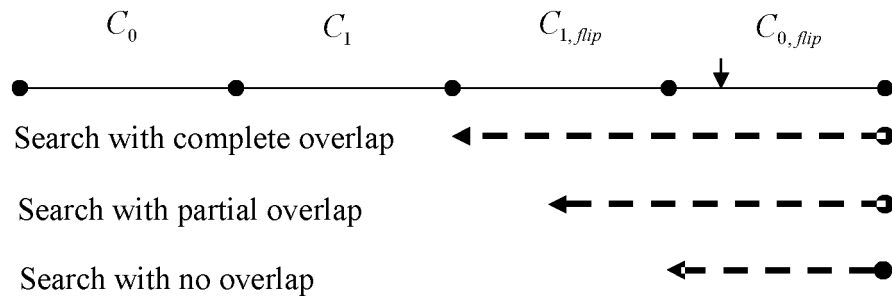 C₀ C₁ C₁,flip C₀,flip
Search with complete overlap
Search with partial overlap
Search with no overlap